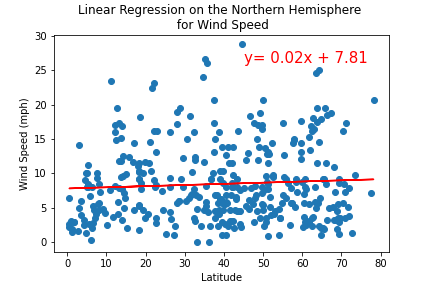 Linear Regression on the Northern Hemisphere
for Wind Speed
30
25
20
15
10
5
0
Wind Speed (mph)
y= 0.02x + 7.81
0 10 20 30 40 50 60 70 80
Latitude